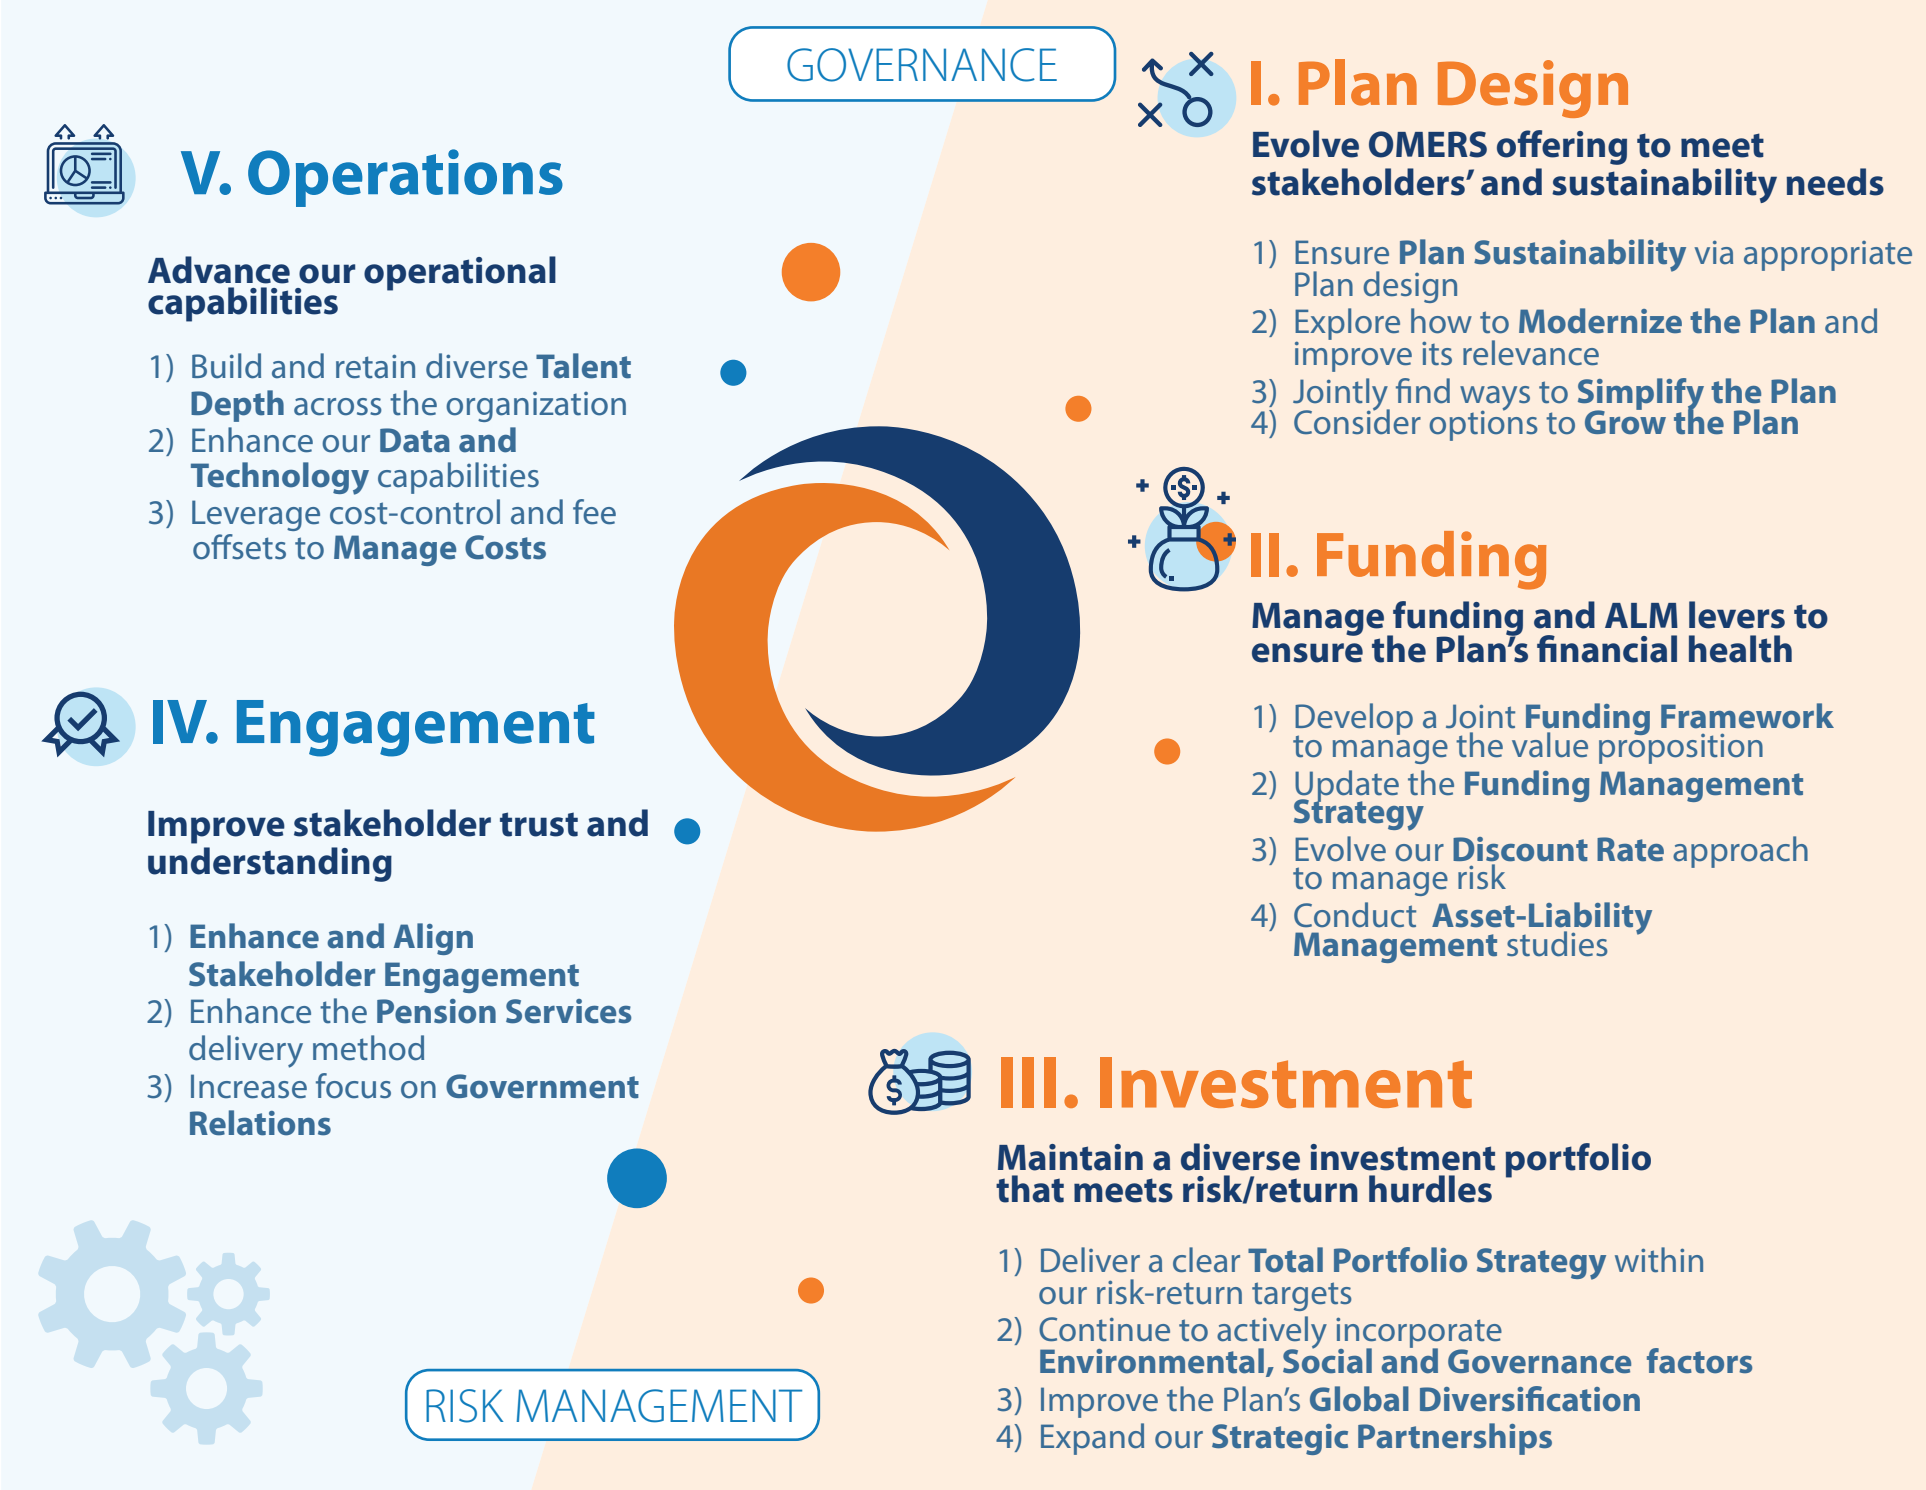 GOVERNANCE
I. Plan Design
Evolve OMERS offering to meet
stakeholders’ and sustainability needs
1) Ensure Plan Sustainability via appropriate
Plan design
2) Explore how to Modernize the Plan and
improve its relevance
3) Jointly find ways to Simplify the Plan
4) Consider options to Grow the Plan
II. Funding
Manage funding and ALM levers to
ensure the Plan’s financial health
1) Develop a Joint Funding Framework
to manage the value proposition
2) Update the Funding Management
Strategy
3) Evolve our Discount Rate approach
to manage risk
4) Conduct Asset-Liability
Management studies
III. Investment
Maintain a diverse investment portfolio
that meets risk/return hurdles
1) Deliver a clear Total Portfolio Strategy within
our risk-return targets
2) Continue to actively incorporate
Environmental, Social and Governance factors
3) Improve the Plan’s Global Diversification
4) Expand our Strategic Partnerships
IV. Engagement
Improve stakeholder trust and
understanding
1) Enhance and Align
Stakeholder Engagement
2) Enhance the Pension Services
delivery method
3) Increase focus on Government
Relations
V. Operations
Advance our operational
capabilities
1) Build and retain diverse Talent
Depth across the organization
2) Enhance our Data and
Technology capabilities
3) Leverage cost-control and fee
offsets to Manage Costs
RISK MANAGEMENT